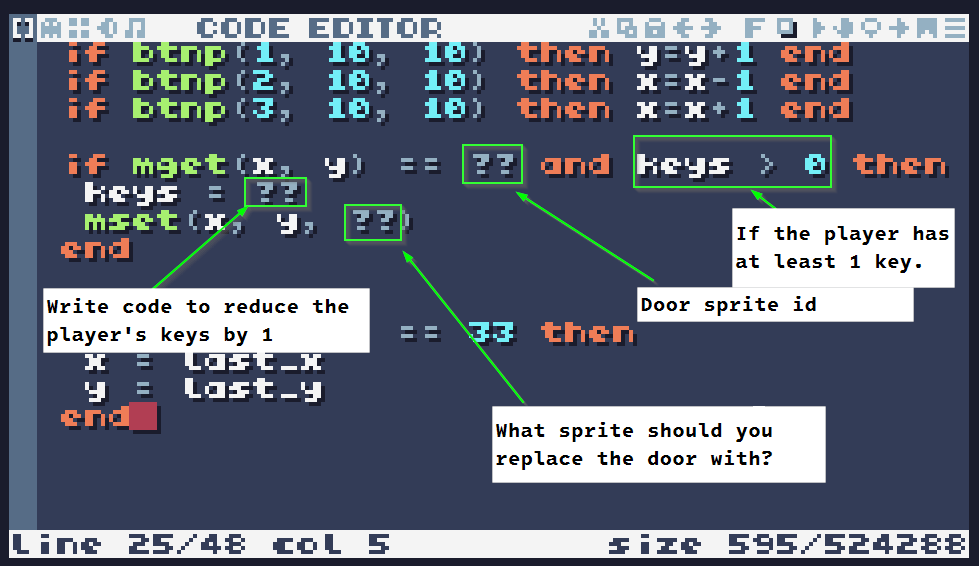 CODE EDITOR
if btnp(1, 10, 10) then y=y+1 end
if btnp(2, 10, 10) then x=x-1 end
if btnp(3, 10, 10) then x=x+1 end
if mget(x, y) == ?? and keys > 0 then
keys = ??
mset(x, y, ??)
end
If the player has
at least 1 key.
Door sprite id
Write code to reduce the
player's keys by 1
== 33 then
x = last_x
y = last_y
end
What sprite should you
replace the door with?
line 25/48 col 5
size 595/524288